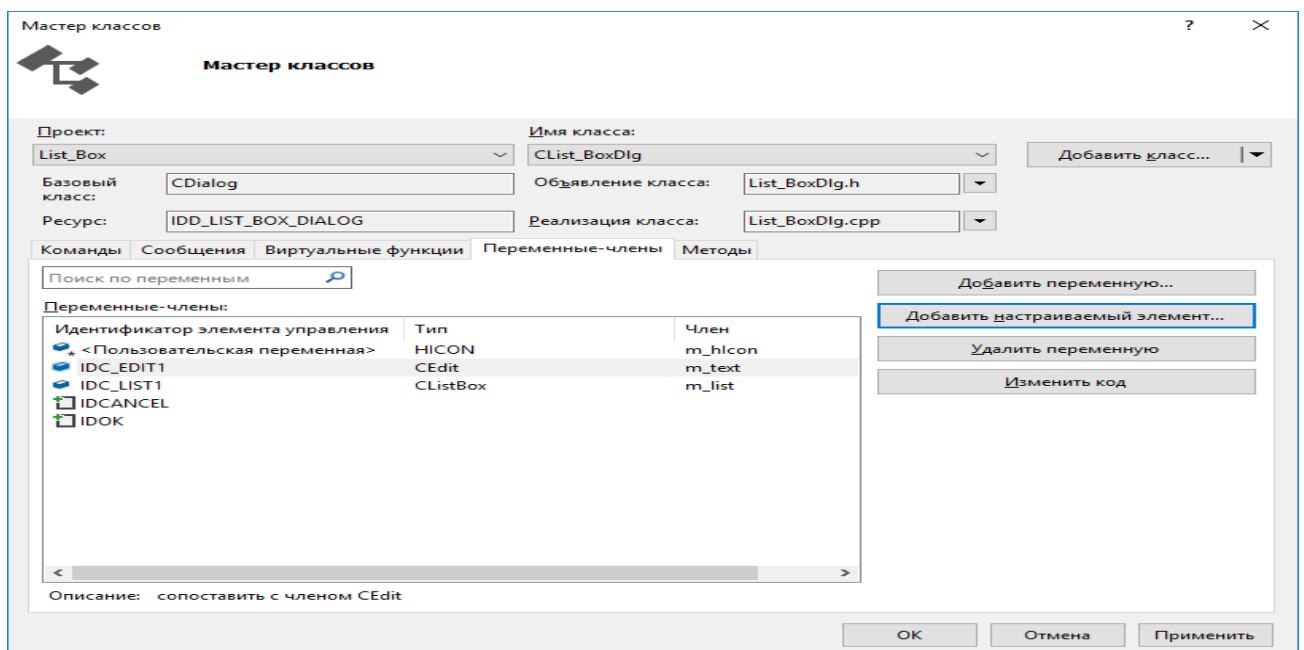 Мастер классов
?
Мастер классов
Проект: Имя класса:
List_Box CList_BoxDlg Добавить класс...
Базовый класс: CDialog Объявление класса: List_BoxDlg.h
Ресурс: IDD_LIST_BOX_DIALOG Реализация класса: List_BoxDlg.cpp
Команды Сообщения Виртуальные функции Переменные-члены Методы
Поиск по переменным Добавить переменную...
Переменные-члены: Добавить настраиваемый элемент...
Идентификатор элемента управления Тип Член
<Пользовательская переменная> HICON m_hIcon Удалить переменную
IDC_EDIT1 CEdit m_text
IDC_LIST1 CListBox m_list Изменить код
IDCANCEL
IDOK
Описание: сопоставить с членом CEdit
OK Отмена Применить